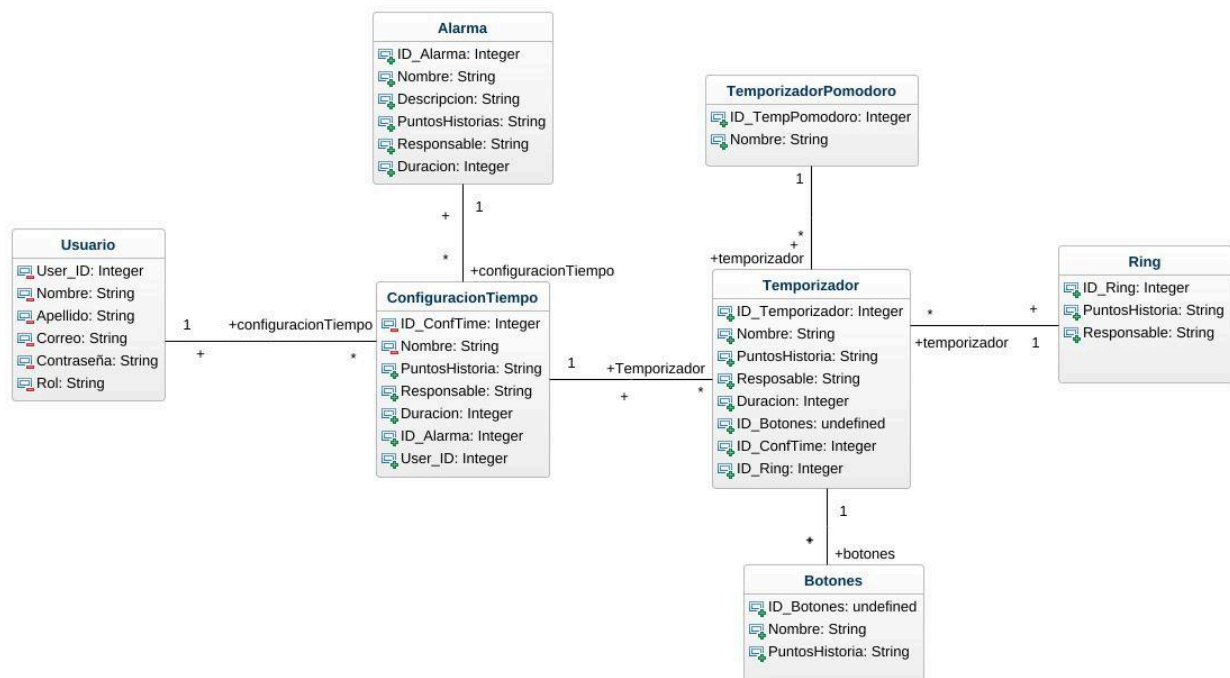 Alarma
ID_Alarma: Integer
Nombre: String
Descripcion: String
PuntosHistorias: String
Responsable: String
Duracion: Integer
1
+
*
+configuracionTiempo
TemporizadorPomodoro
ID_TempPomodoro: Integer
Nombre: String
1
*
+
+temporizador
Usuario
User_ID: Integer
Nombre: String
Apellido: String
Correo: String
Contraseña: String
Rol: String
1
+configuracionTiempo
+
*
ConfiguracionTiempo
ID_ConfTime: Integer
Nombre: String
PuntosHistoria: String
Responsable: String
Duracion: Integer
ID_Alarma: Integer
User_ID: Integer
1
+Temporizador
+
*
Temporizador
ID_Temporizador: Integer
Nombre: String
PuntosHistoria: String
Resposable: String
Duracion: Integer
ID_Botones: undefined
ID_ConfTime: Integer
ID_Ring: Integer
*
+
+temporizador
1
Ring
ID_Ring: Integer
PuntosHistoria: String
Responsable: String
1
+botones
Botones
ID_Botones: undefined
Nombre: String
PuntosHistoria: String